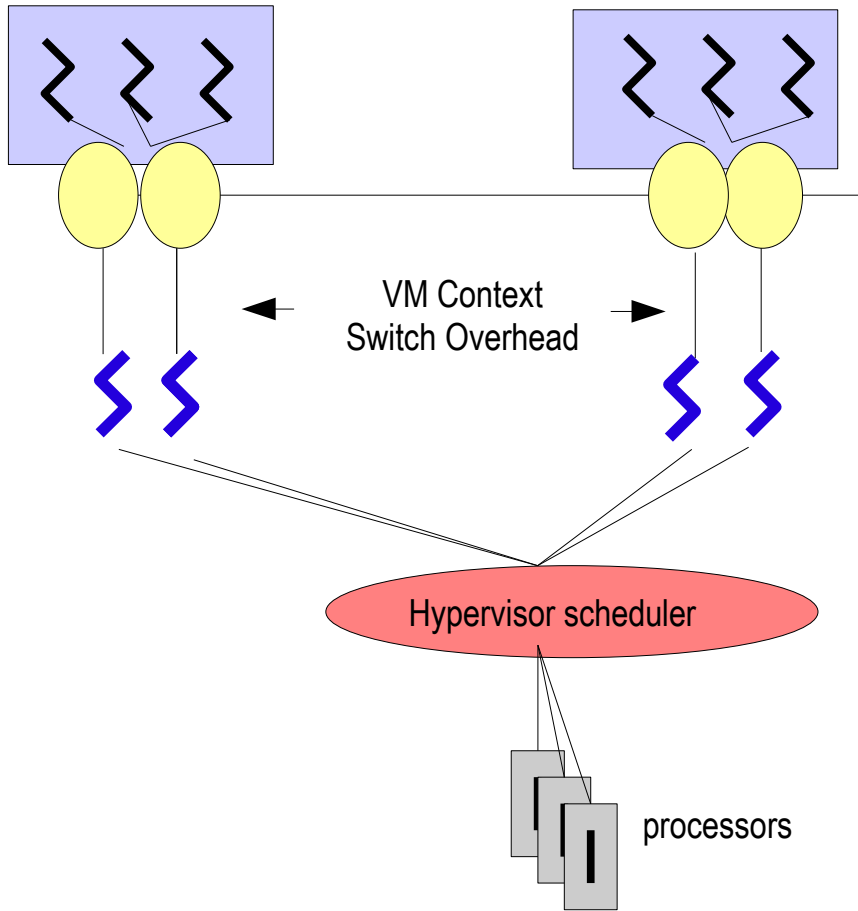 VM Context
Switch Overhead
Hypervisor scheduler
processors